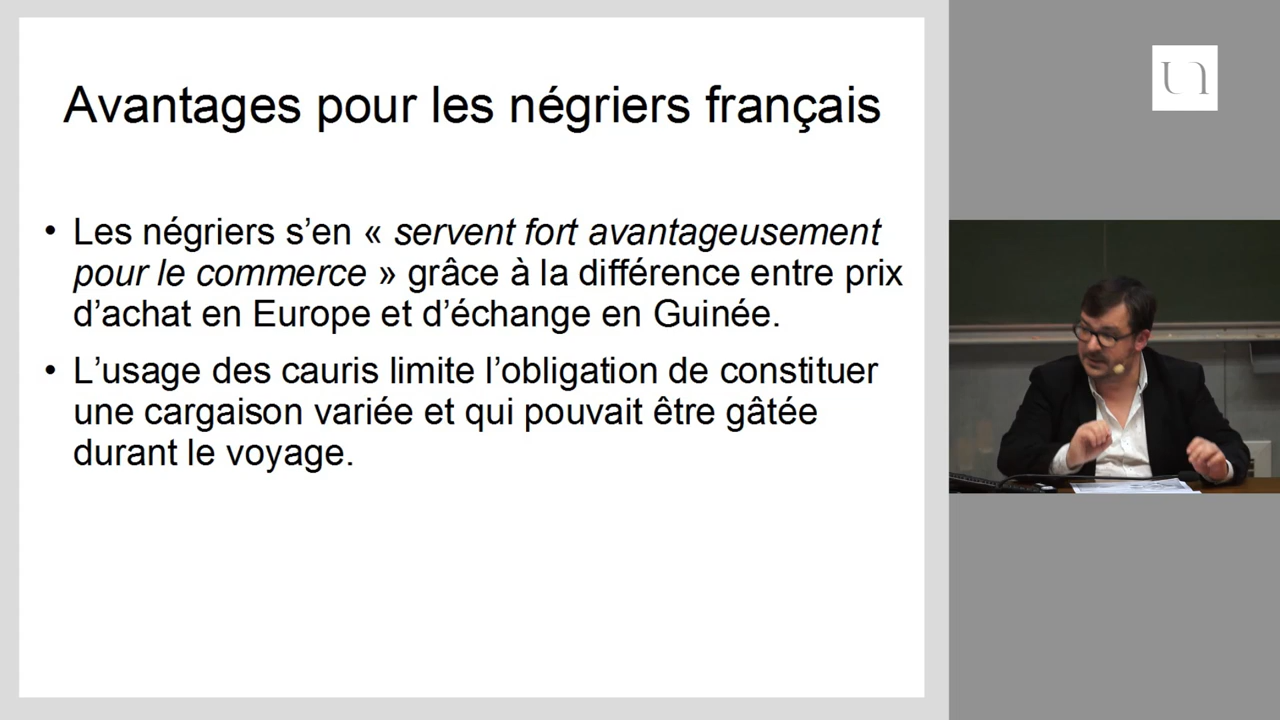 Avantages pour les négriers français
• Les négriers s’en « servent fort avantageusement
pour le commerce » grâce à la différence entre prix
d’achat en Europe et d’échange en Guinée.
• L’usage des cauris limite l’obligation de constituer
une cargaison variée et qui pouvait être gâtée
durant le voyage.